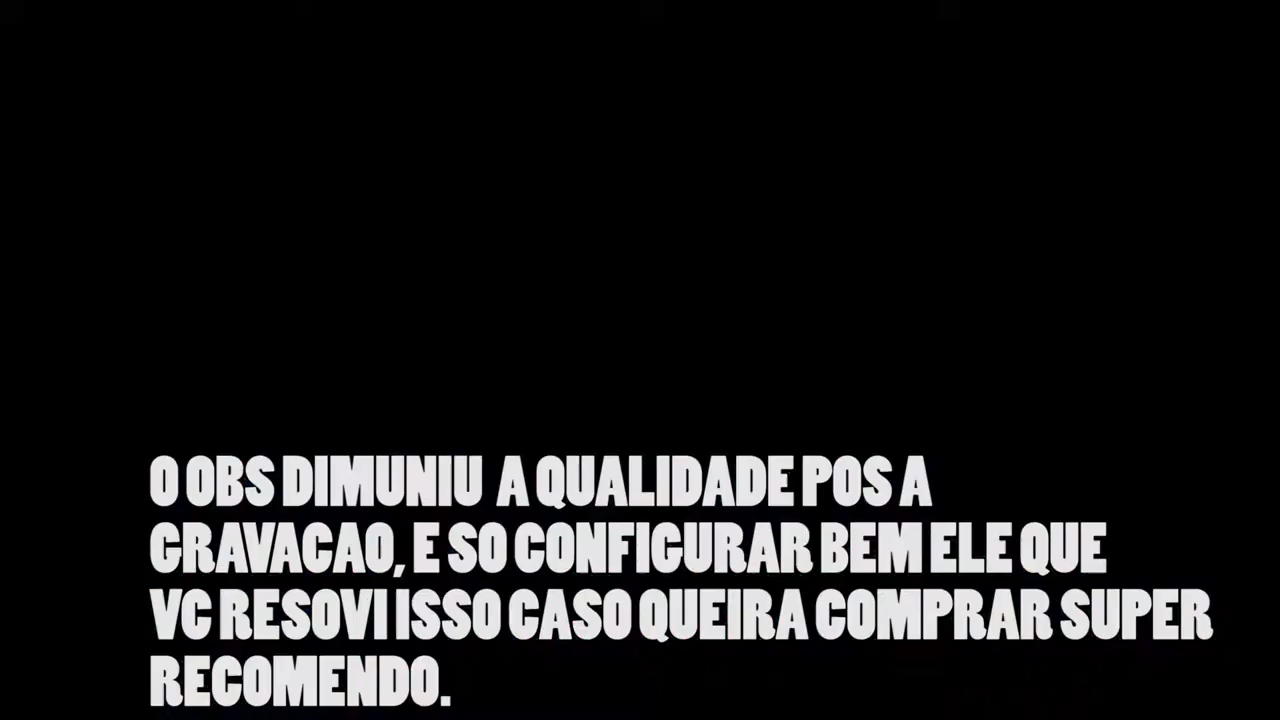 O OBS DIMUNIU A QUALIDADE POS A
GRAVACAO, E SO CONFIGURAR BEM ELE QUE
VC RESOVI ISSO CASO QUEIRA COMPRAR SUPER
RECOMENDO.